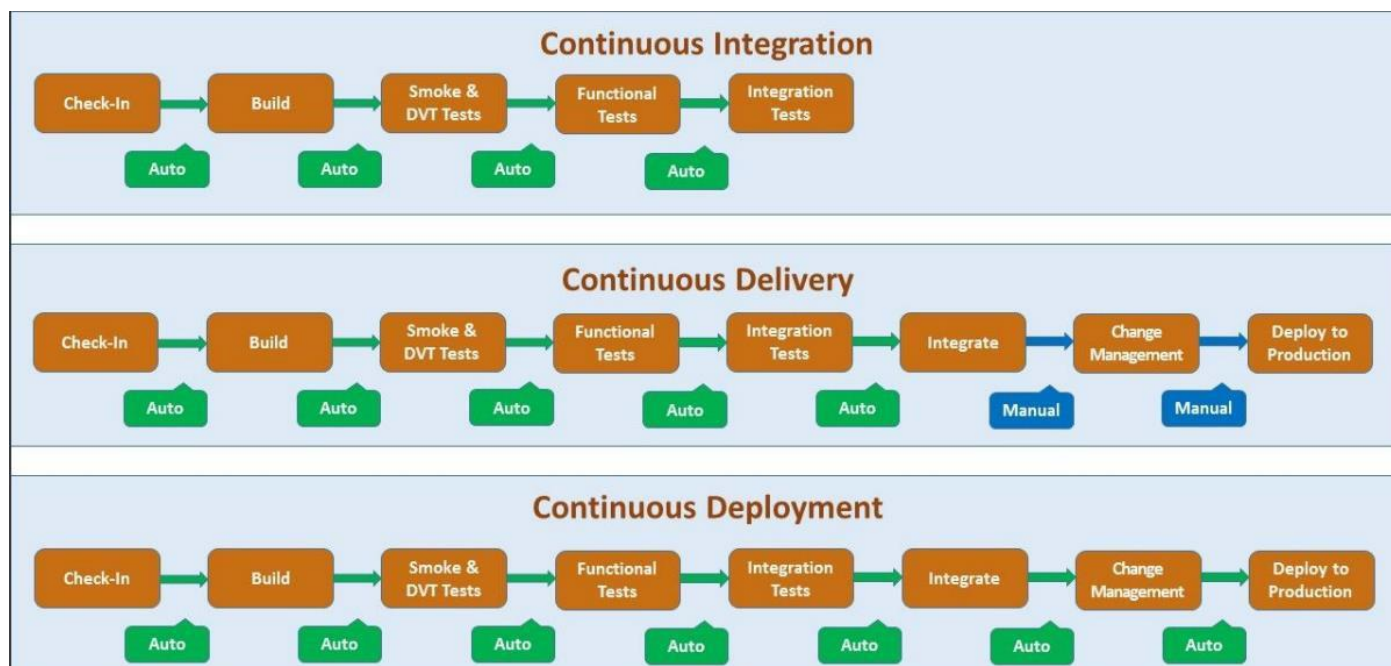 Continuous Integration
Check-In
Build
Smoke &
DVT Tests
Functional
Tests
Integration
Tests
Auto
Auto
Auto
Auto
Continuous Delivery
Check-In
Build
Smoke &
DVT Tests
Functional
Tests
Integration
Tests
Integrate
Change
Management
Deploy to
Production
Auto
Auto
Auto
Auto
Auto
Manual
Manual
Continuous Deployment
Check-In
Build
Smoke &
DVT Tests
Functional
Tests
Integration
Tests
Integrate
Change
Management
Deploy to
Production
Auto
Auto
Auto
Auto
Auto
Auto
Auto